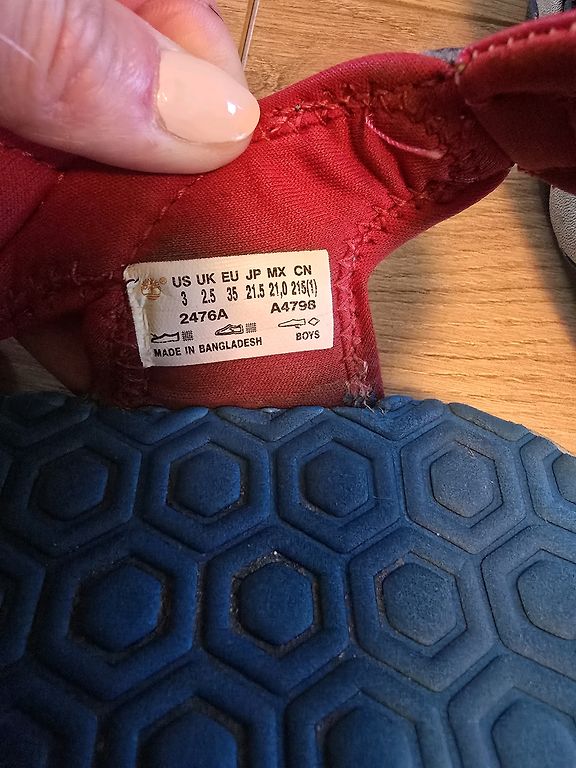 US UK EU JP MX CN
3 2.5 35 21.5 21,0 215(1)
2476A A4798
MADE IN BANGLADESH BOYS